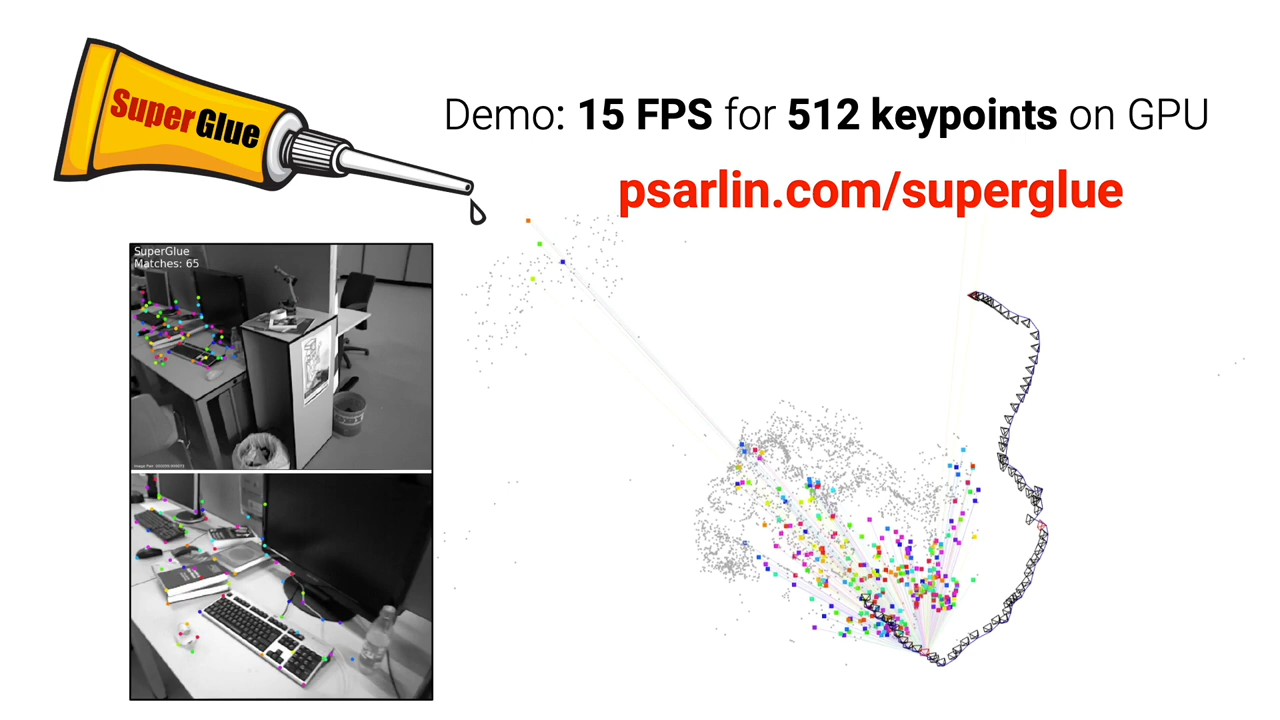 SuperGlue
Demo: 15 FPS for 512 keypoints on GPU
psarlin.com/superglue
SuperGlue
Matches: 65